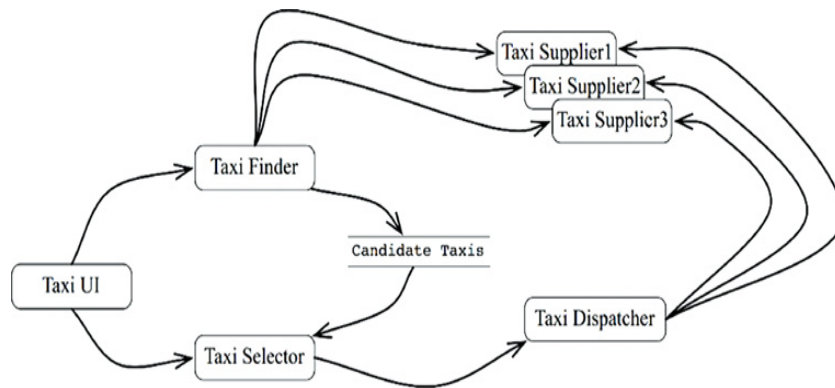 Taxi Supplier1
Taxi Supplier2
Taxi Supplier3
Taxi Finder
Candidate Taxis
Taxi UI
Taxi Dispatcher
Taxi Selector